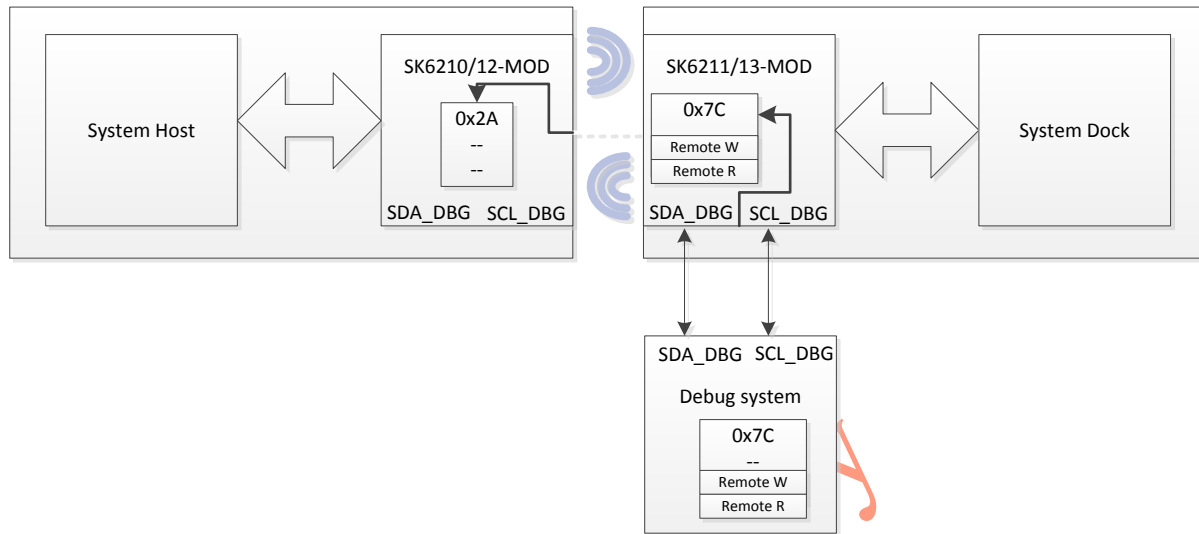 SK6210/12-MOD
SK6211/13-MOD
System Host
0x2A
--
--
0x7C
Remote W
Remote R
System Dock
SDA_DBG SCL_DBG
SDA_DBG SCL_DBG
SDA_DBG SCL_DBG
Debug system
0x7C
--
Remote W
Remote R
y